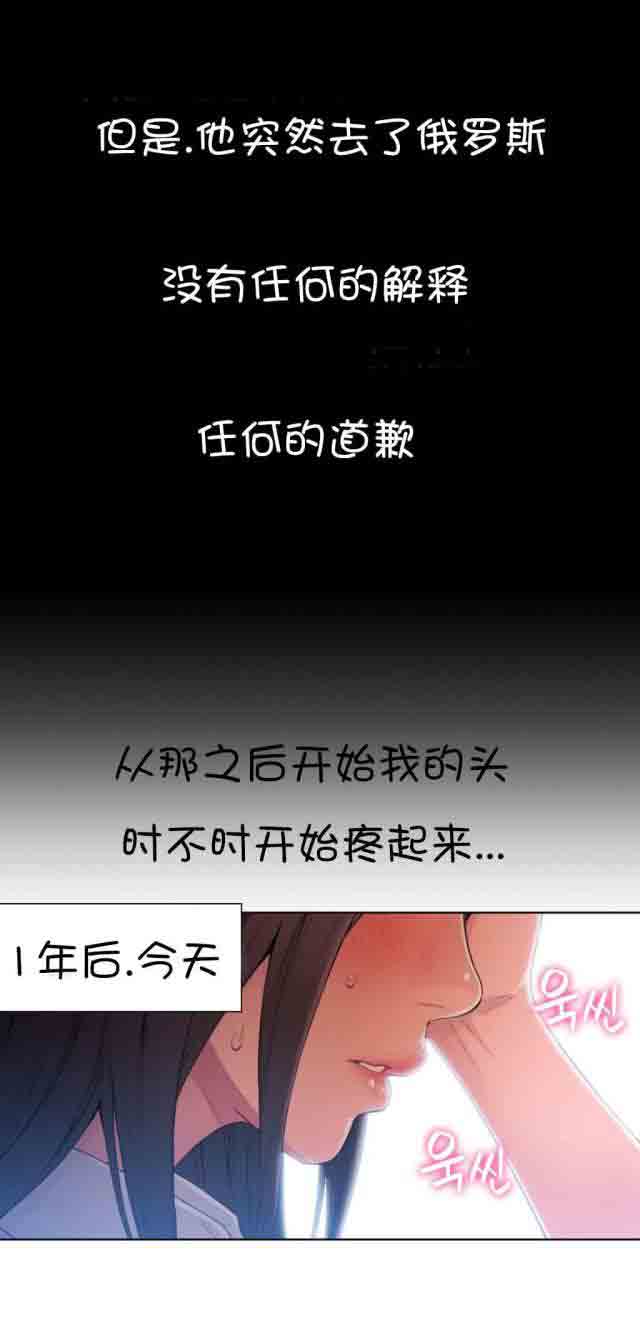 但是.他突然去了俄罗斯
没有任何的解释
任何的道歉
从那之后开始我的头
时不时开始疼起来...
1年后.今天
욱씬
욱씬